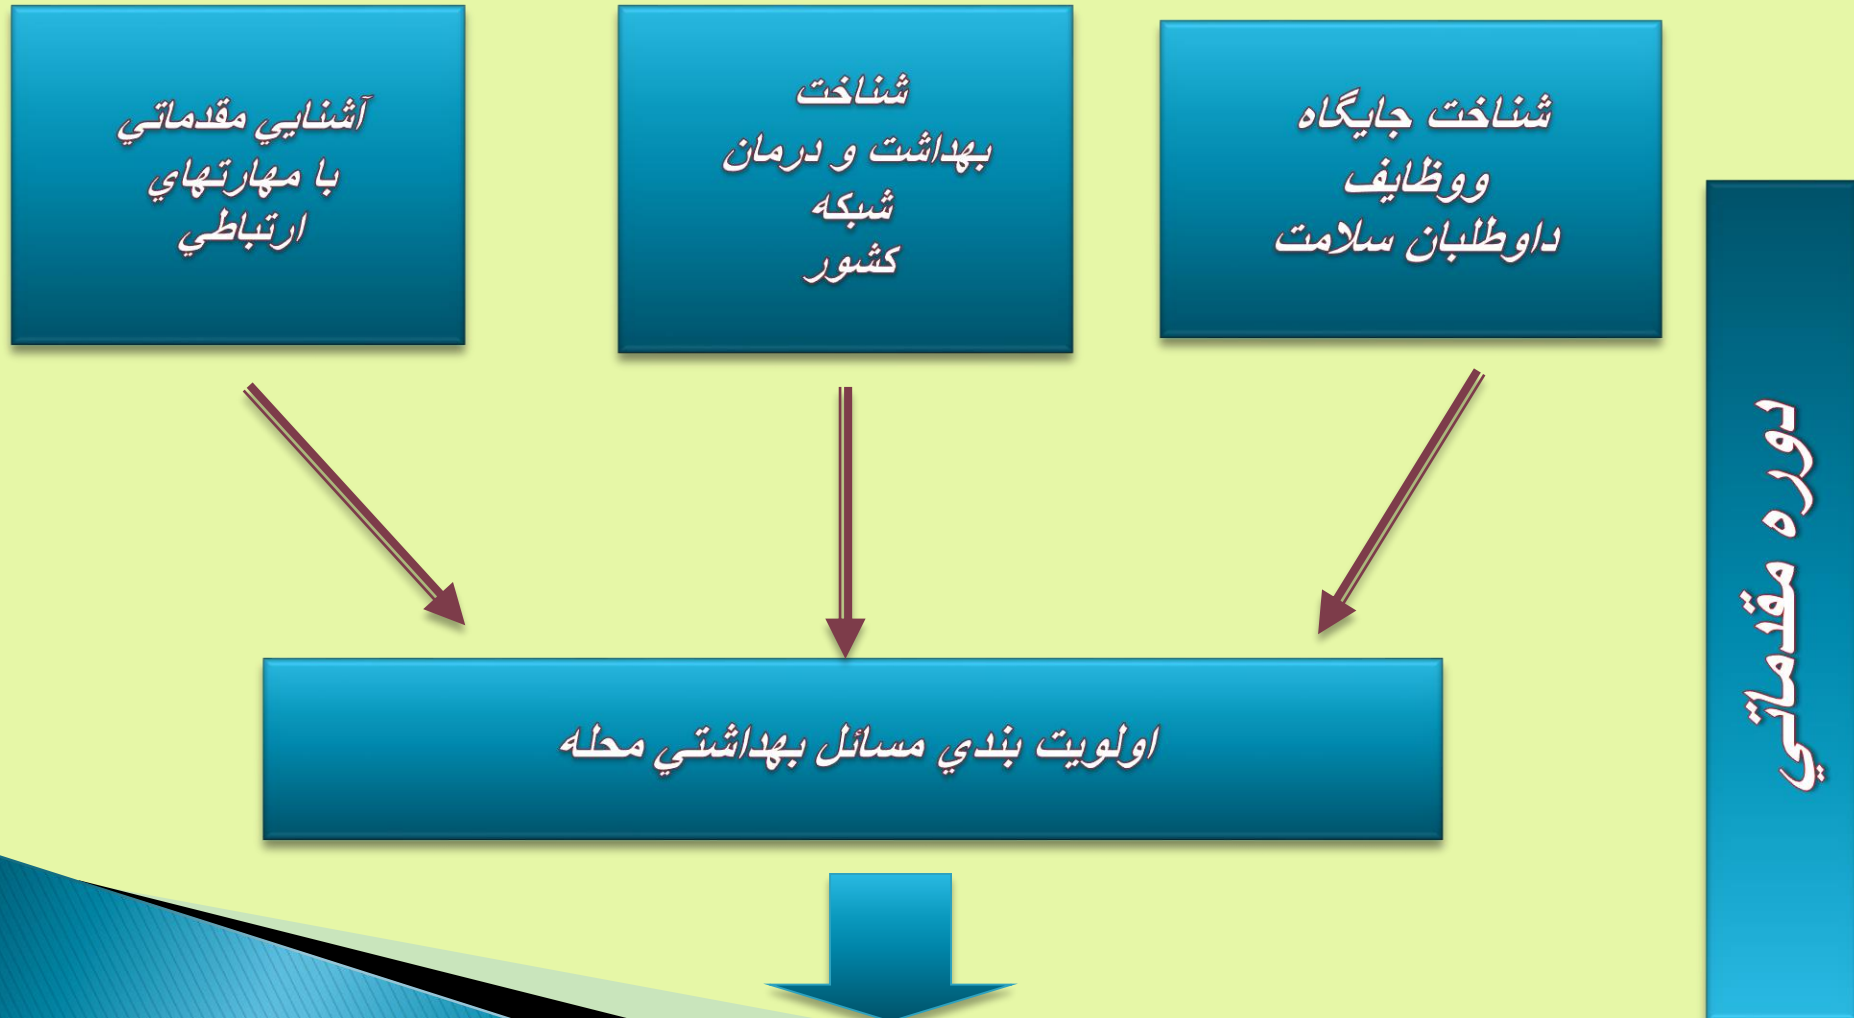 شناخت جايگاه
ووظايف
داوطلبان سلامت
شناخت
بهداشت و درمان
شبكه
كشور
آشنايي مقدماتي
با مهارتهاي
ارتباطي
اولويت بندي مسائل بهداشتي محله
دوره مقدماتي